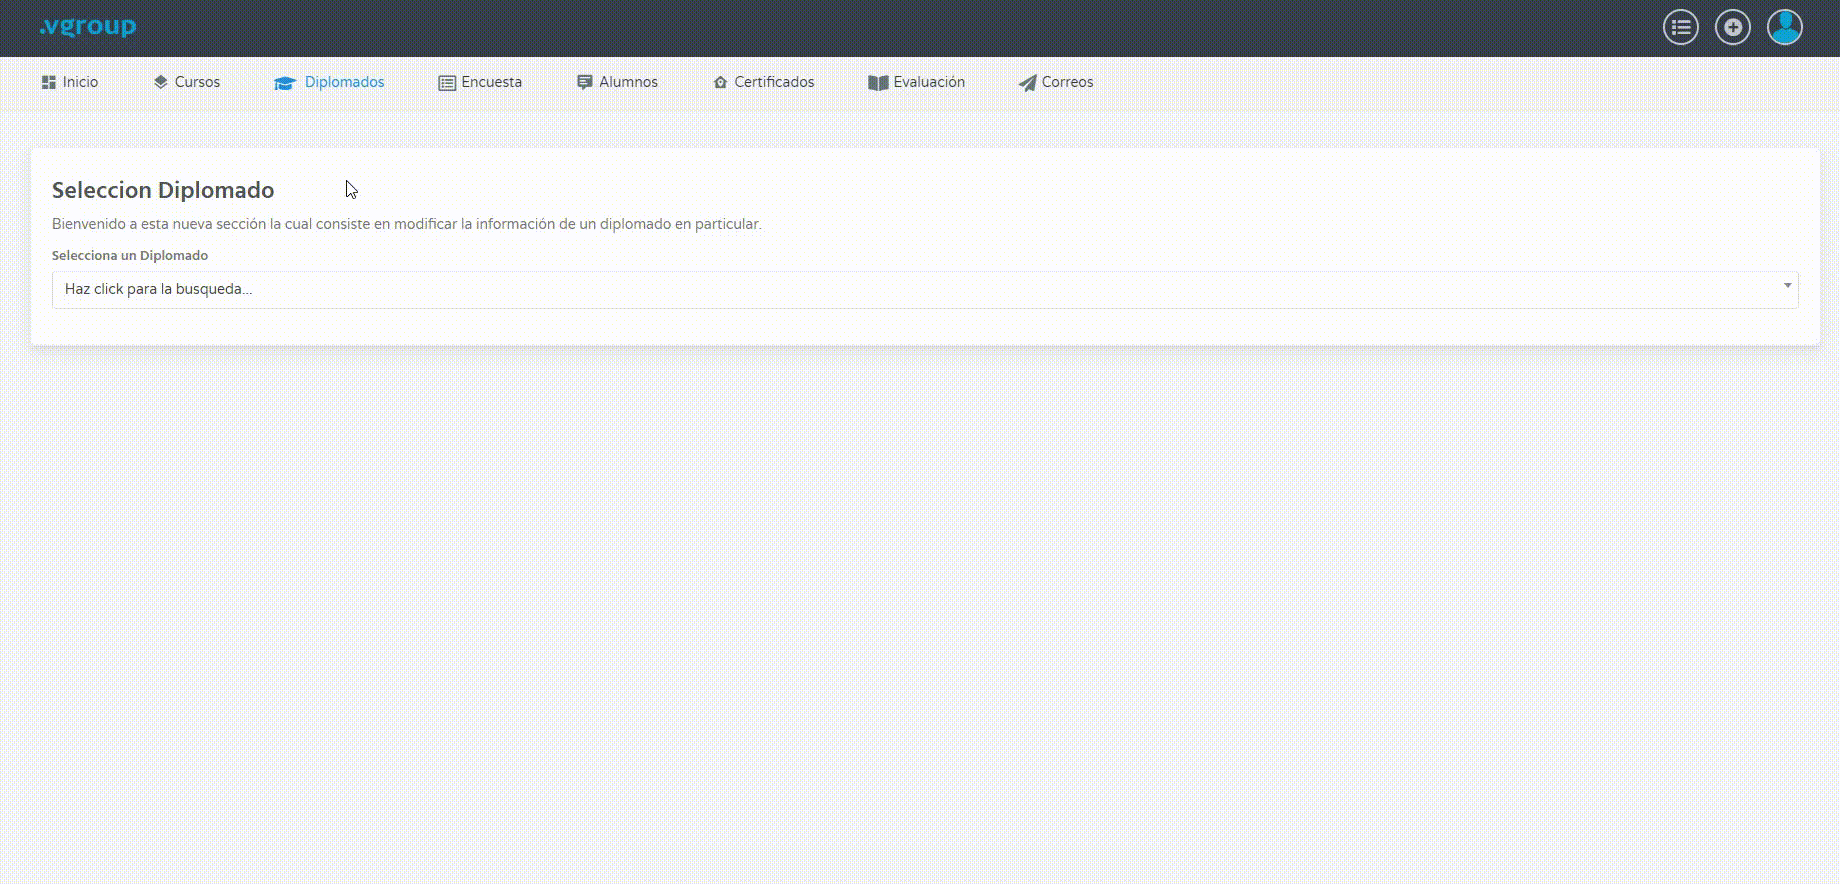 .vgroup
Inicio Cursos Diplomados Encuesta Alumnos Certificados Evaluación Correos
Seleccion Diplomado
Bienvenido a esta nueva sección la cual consiste en modificar la información de un diplomado en particular.
Selecciona un Diplomado
Haz click para la busqueda...